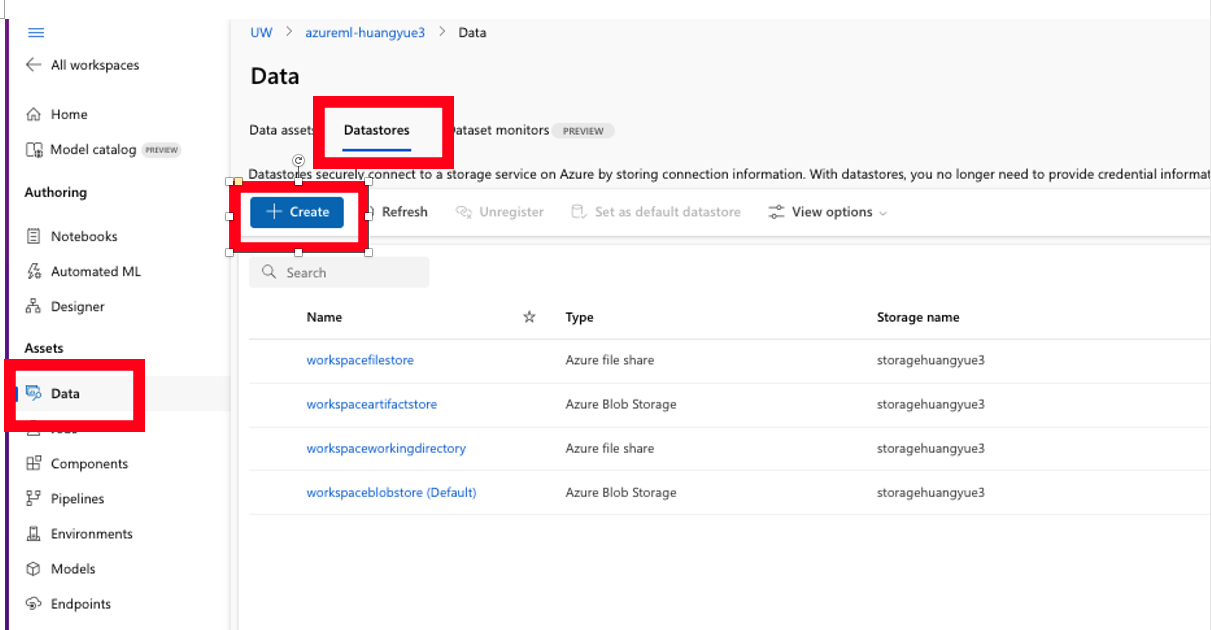 UW > azureml-huangyue3 > Data
All workspaces
Data
Home
Data assets Datastores Dataset monitors PREVIEW
Model catalog PREVIEW
Datastores securely connect to a storage service on Azure by storing connection information. With datastores, you no longer need to provide credential informat
Authoring
+ Create Refresh Unregister Set as default datastore View options
Notebooks
Automated ML
Search
Designer
Name Type Storage name
Assets
workspacefilestore Azure file share storagehuangyue3
Data
workspaceartifactstore Azure Blob Storage storagehuangyue3
Jobs
workspaceworkingdirectory Azure file share storagehuangyue3
Components
workspaceblobstore (Default) Azure Blob Storage storagehuangyue3
Pipelines
Environments
Models
Endpoints